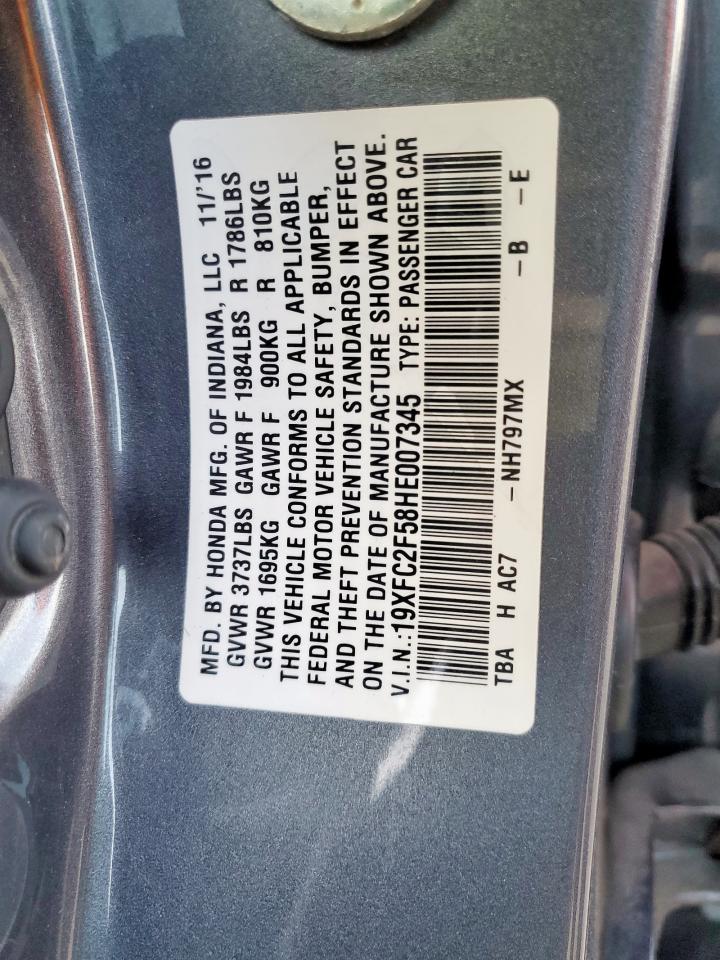 MFD. BY HONDA MFG. OF INDIANA, LLC 11/'16
GVWR 3737LBS GAWR F 1984LBS R 1786LBS
GVWR 1695KG GAWR F 900KG R 810KG
THIS VEHICLE CONFORMS TO ALL APPLICABLE
FEDERAL MOTOR VEHICLE SAFETY, BUMPER,
AND THEFT PREVENTION STANDARDS IN EFFECT
ON THE DATE OF MANUFACTURE SHOWN ABOVE.
V.I.N.:19XFC2F58HE007345 TYPE: PASSENGER CAR
TBA H AC7 -NH797MX -B -E